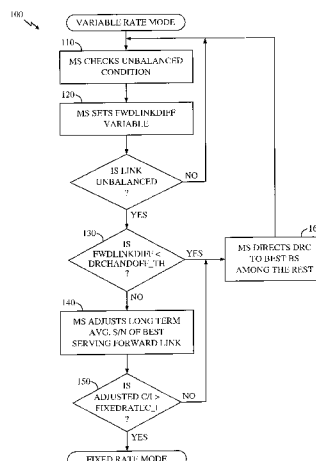 100
VARIABLE RATE MODE
110
MS CHECKS UNBALANCED
CONDITION
120
MS SETS FWDLINKDIFF
VARIABLE
IS LINK
UNBALANCED
?
NO
YES
130
IS
FWDLINKDIFF <
DRCHANDOFF_TH
?
YES
NO
16
MS DIRECTS DRC
TO BEST BS
AMONG THE REST
140
MS ADJUSTS LONG TERM
AVG. S/N OF BEST
SERVING FORWARD LINK
150
IS
ADJUSTED C/I >
FIXEDRATEC_I
?
NO
YES
FIXED RATE MODE